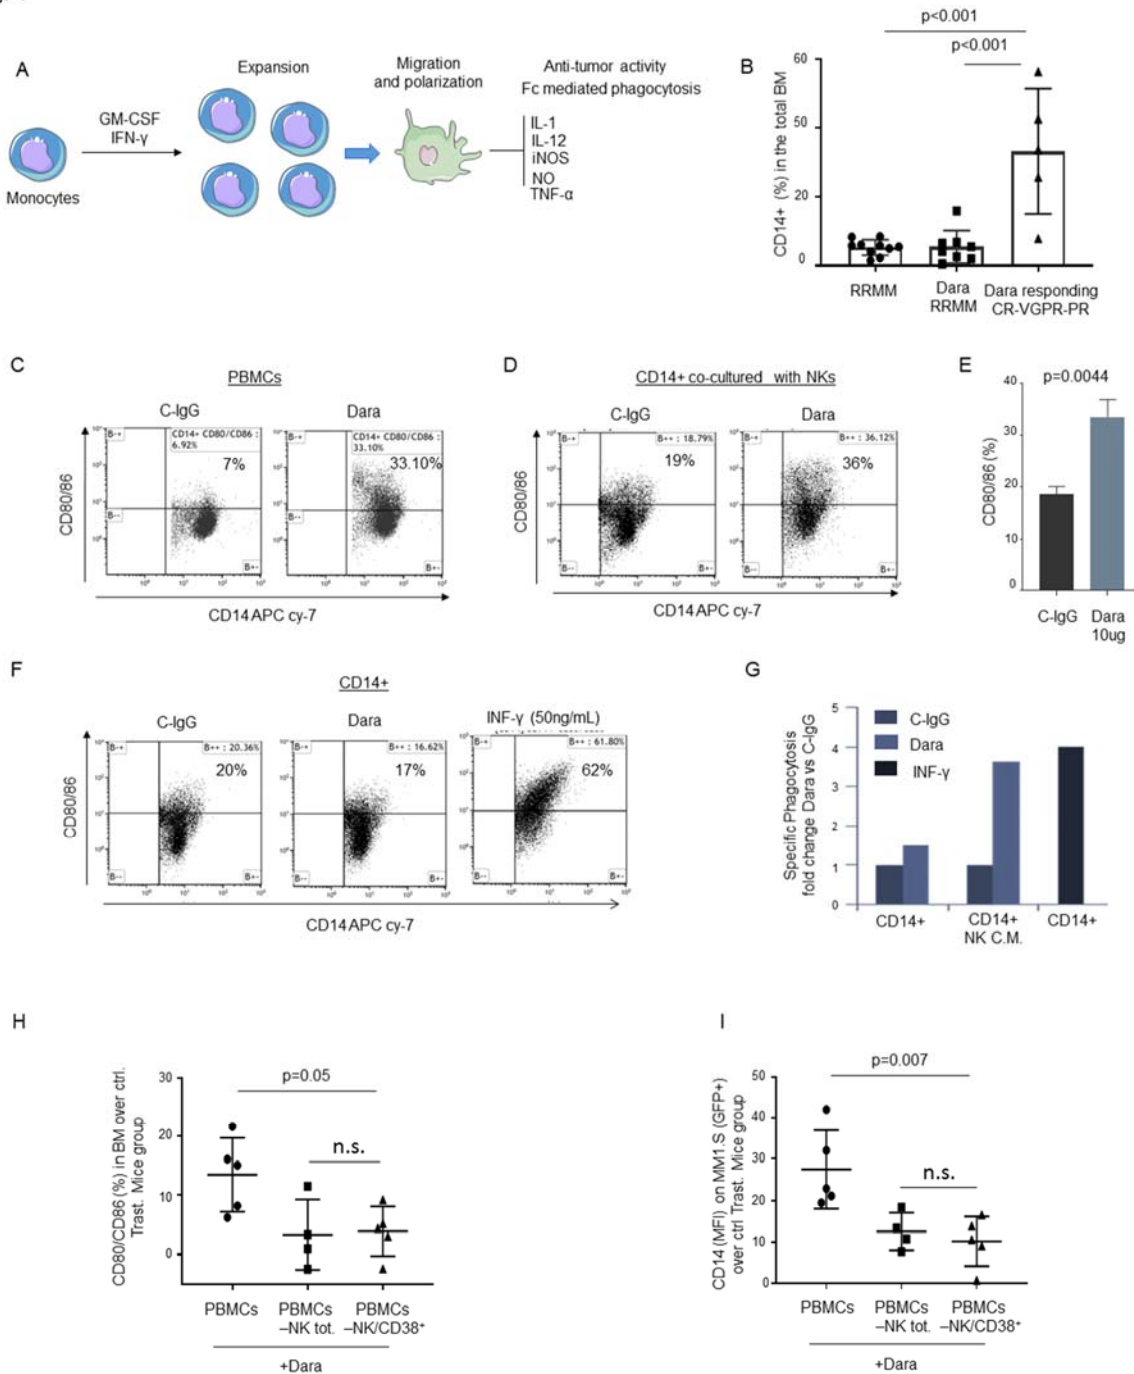 A
Monocytes
GM-CSF
IFN-γ
Expansion
Migration
and polarization
Anti-tumor activity
Fc mediated phagocytosis
IL-1
IL-12
iNOS
NO
TNF-α
B
p<0.001
p<0.001
CD14+ (%) in the total BM
60
50
20
0
RRMM
Dara
RRMM
Dara responding
CR-VGPR-PR
C
PBMCs
C-IgG
Dara
CD80/86
B-+
CD14+ CD80/CD86 :
6.92%
7%
B--
B+-
B-+
CD14+ CD80/CD86 :
33.10%
33.10%
B+-
CD14 APC cy-7
D
CD14+ co-cultured with NKs
C-IgG
Dara
CD80/86
B-+
B++ : 18.79%
19%
B--
B+-
B-+
B++ : 36.12%
36%
B--
B+-
CD14 APC cy-7
E
p=0.0044
CD80/86 (%)
40
30
20
10
0
C-IgG
Dara
10ug
F
CD14+
C-IgG
Dara
INF-γ (50ng/mL)
CD80/86
B-+
B++ : 20.36%
20%
B--
B+-
B-+
B++ : 16.62%
17%
B--
B+-
B-+
B++ : 61.80%
62%
B--
B+-
CD14 APC cy-7
G
Specific Phagocytosis
fold change Dara vs C-IgG
5
4
3
2
1
0
C-IgG
Dara
INF-γ
CD14+
CD14+
NK C.M.
CD14+
H
CD80/CD86 (%) in BM over ctrl.
Trast. Mice group
30
20
10
0
p=0.05
n.s.
PBMCs
PBMCs
–NK tot.
PBMCs
–NK/CD38⁺
+Dara
I
CD14 (MFI) on MM1.S (GFP+)
over ctrl Trast. Mice group
50
40
30
20
10
0
p=0.007
n.s.
PBMCs
PBMCs
–NK tot.
PBMCs
–NK/CD38⁺
+Dara